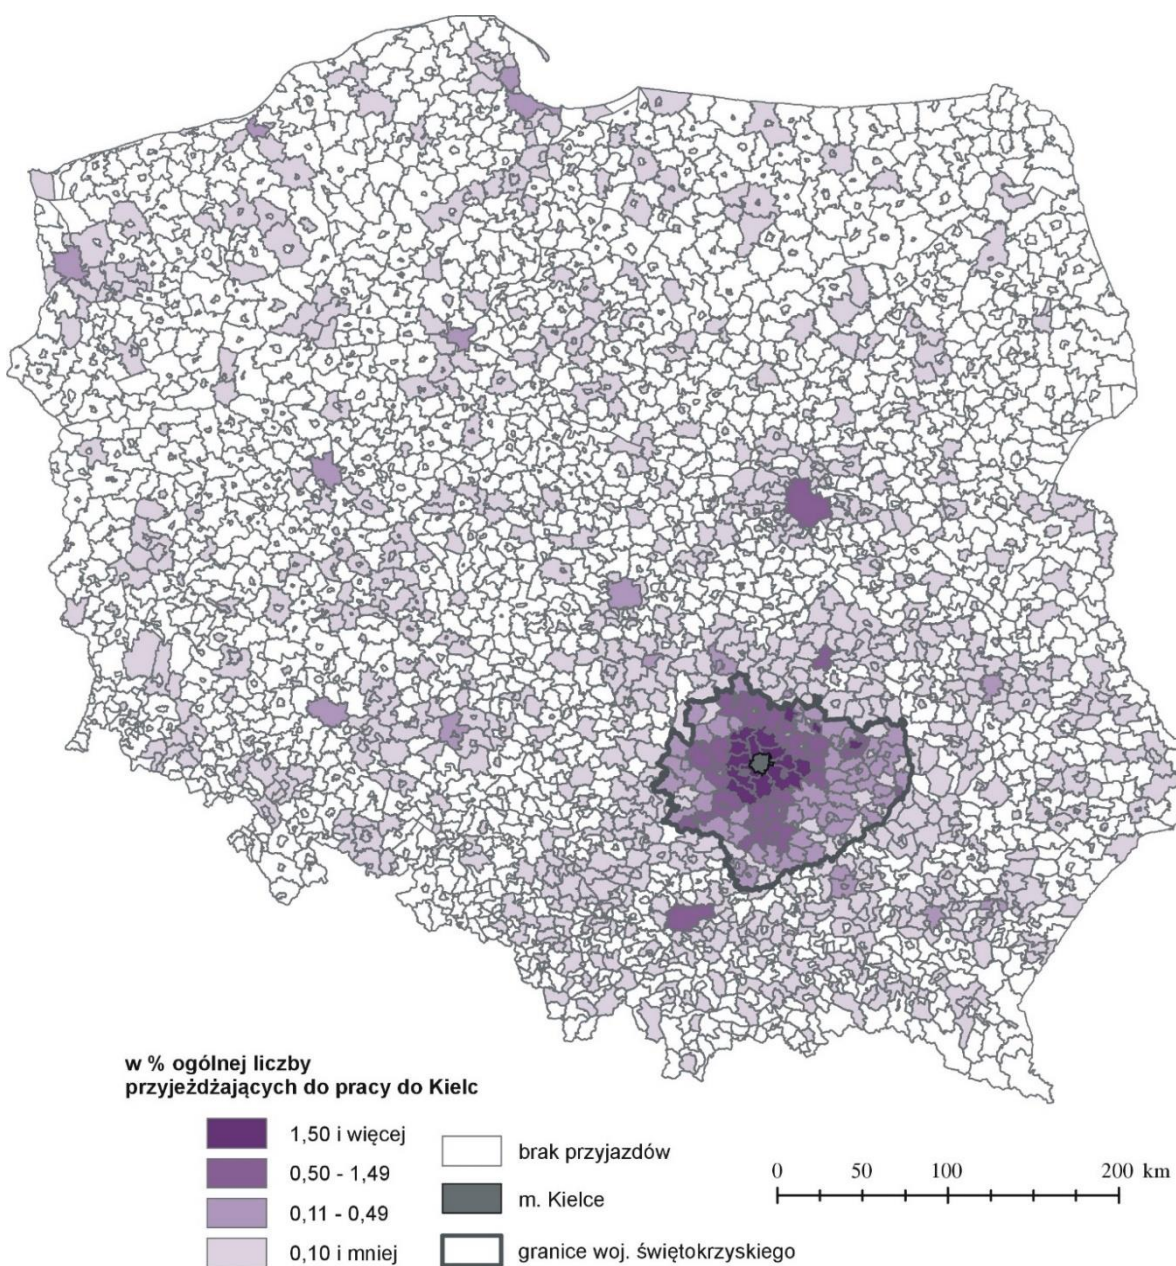 w % ogólnej liczby
przyjeżdżających do pracy do Kielc
1,50 i więcej
0,50 - 1,49
0,11 - 0,49
0,10 i mniej
brak przyjazdów
m. Kielce
granice woj. świętokrzyskiego
0 50 100 200 km